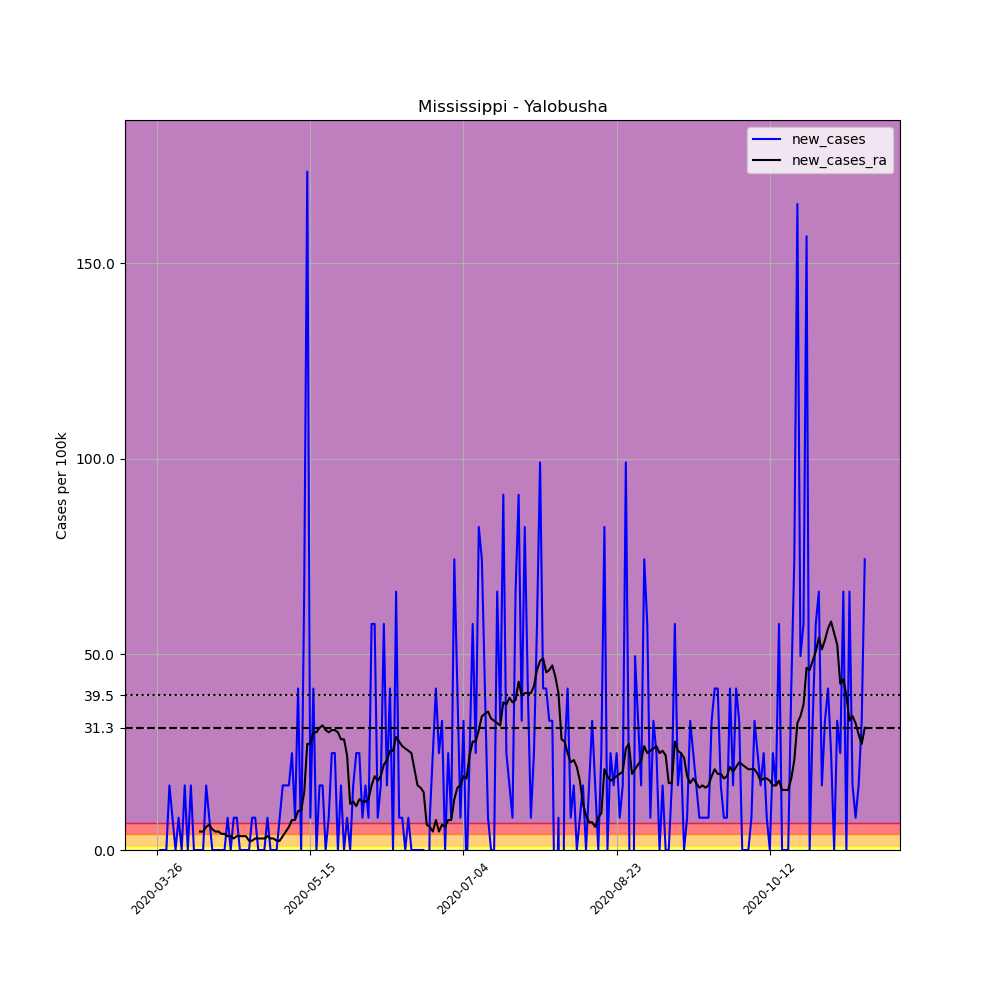 Mississippi - Yalobusha
new_cases
new_cases_ra
Cases per 100k
150.0
100.0
50.0
39.5
31.3
0.0
2020-03-26
2020-05-15
2020-07-04
2020-08-23
2020-10-12